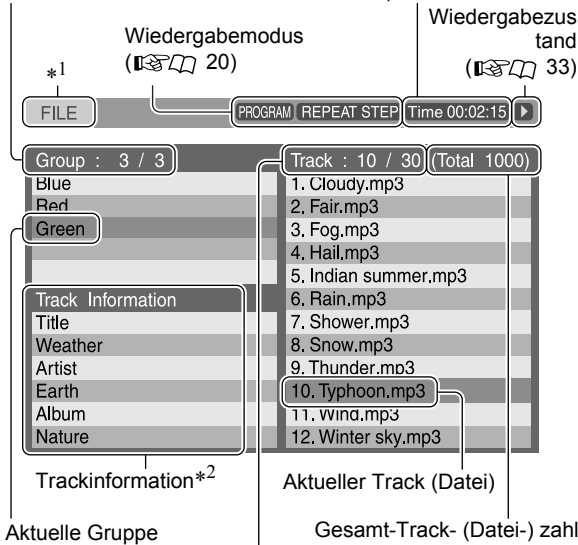 Wiedergabemodus
(☞📖 20)
Wiedergabezus
tand
(☞📖 33)
*1
FILE
PROGRAM REPEAT STEP Time 00:02:15
Group : 3 / 3
Blue
Red
Green
Track Information
Title
Weather
Artist
Earth
Album
Nature
Track : 10 / 30 (Total 1000)
1. Cloudy.mp3
2. Fair.mp3
3. Fog.mp3
4. Hail.mp3
5. Indian summer.mp3
6. Rain.mp3
7. Shower.mp3
8. Snow.mp3
9. Thunder.mp3
10. Typhoon.mp3
11. Wind.mp3
12. Winter sky.mp3
Trackinformation*2
Aktueller Track (Datei)
Aktuelle Gruppe
Gesamt-Track- (Datei-) zahl